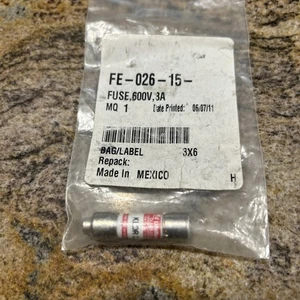 FE-026-15-
FUSE,600V,3A
MQ 1 Date Printed: 06/07/11
BAG/LABEL 3X6
Repack:
Made In MEXICO H
KLDR